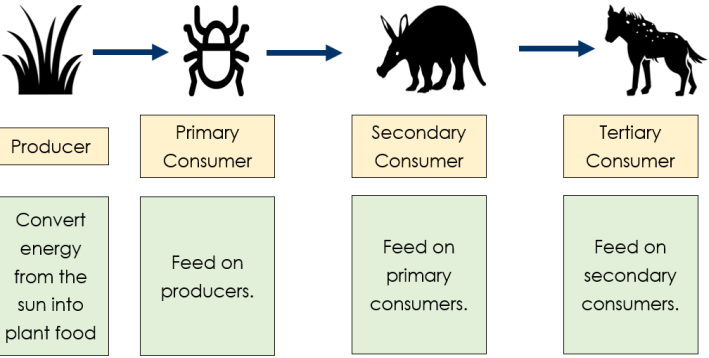 Producer
Primary
Consumer
Secondary
Consumer
Tertiary
Consumer
Convert
energy
from the
sun into
plant food
Feed on
producers.
Feed on
primary
consumers.
Feed on
secondary
consumers.